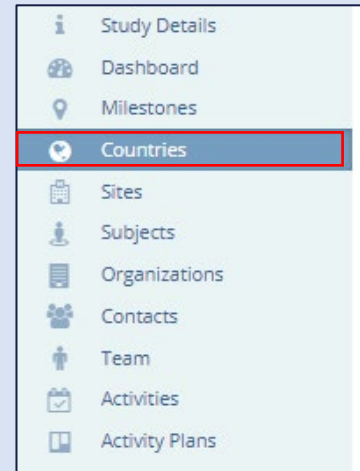 Study Details
Dashboard
Milestones
Countries
Sites
Subjects
Organizations
Contacts
Team
Activities
Activity Plans